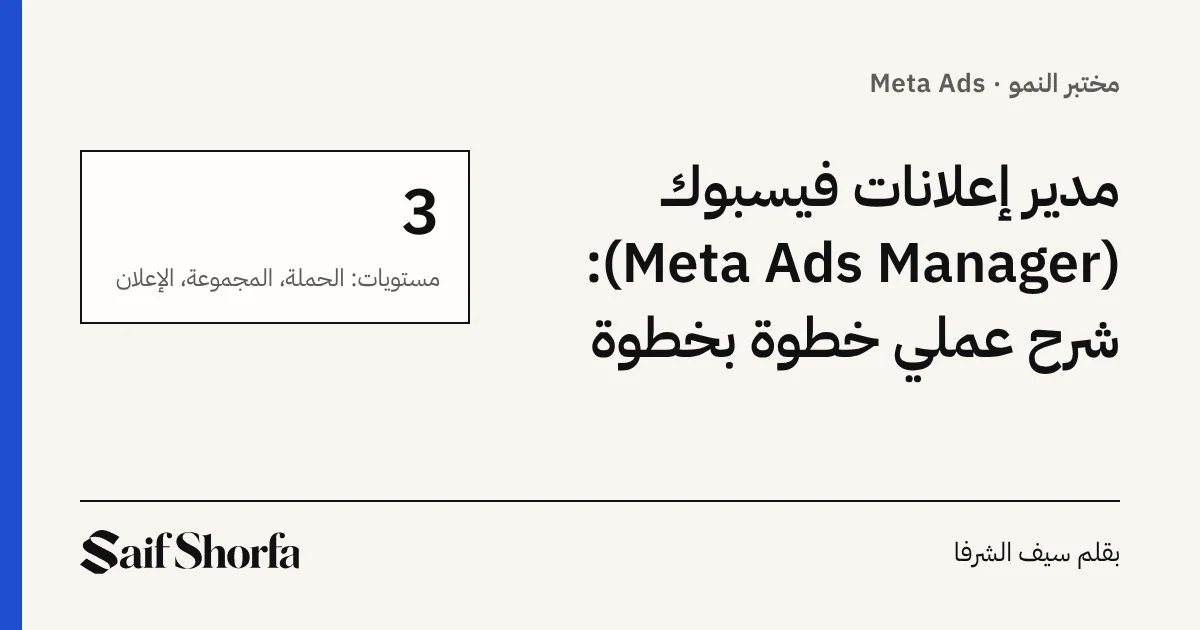 مختبر النمو · Meta Ads
مدير إعلانات فيسبوك
(Meta Ads Manager):
شرح عملي خطوة بخطوة
3
مستويات: الحملة، المجموعة، الإعلان
بقلم سيف الشرفا
Saif Shorfa